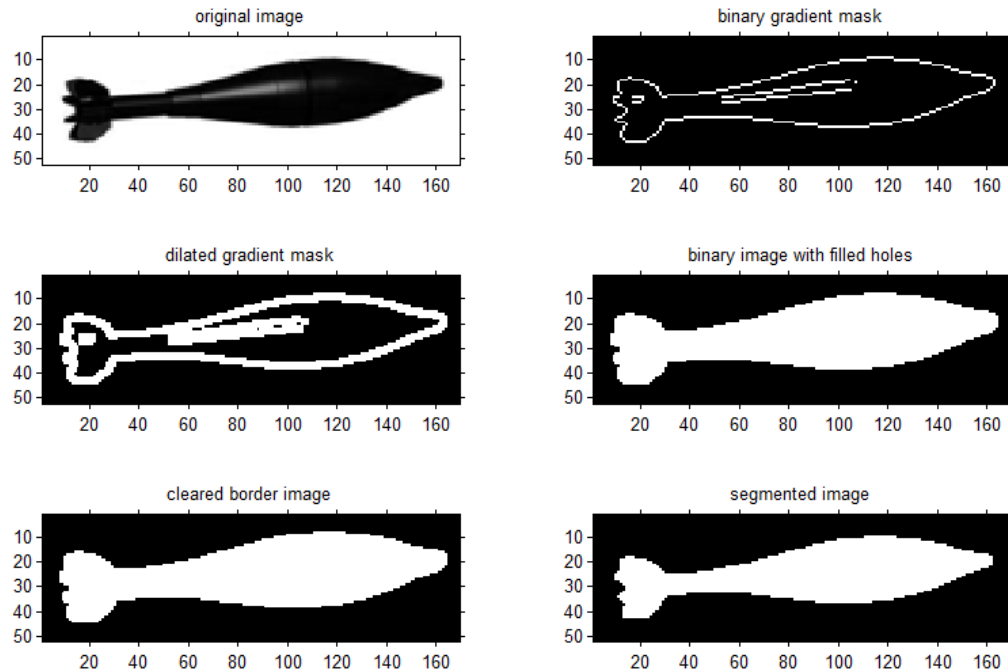 original image
binary gradient mask
10
20
30
40
50
20 40 60 80 100 120 140 160
10
20
30
40
50
20 40 60 80 100 120 140 160
dilated gradient mask
binary image with filled holes
10
20
30
40
50
20 40 60 80 100 120 140 160
10
20
30
40
50
20 40 60 80 100 120 140 160
cleared border image
segmented image
10
20
30
40
50
20 40 60 80 100 120 140 160
10
20
30
40
50
20 40 60 80 100 120 140 160